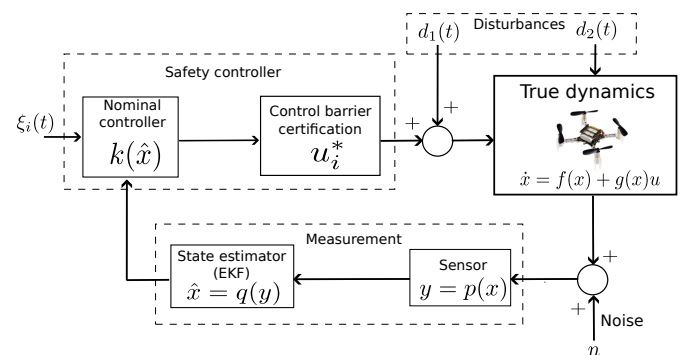 Disturbances
d₁(t)
d₂(t)
Safety controller
True dynamics
ξᵢ(t)
Nominal
controller
k(x̂)
Control barrier
certification
uᵢ*
+
+
ẋ = f(x) + g(x)u
Measurement
State estimator
(EKF)
x̂ = q(y)
Sensor
y = p(x)
+
+
Noise
n